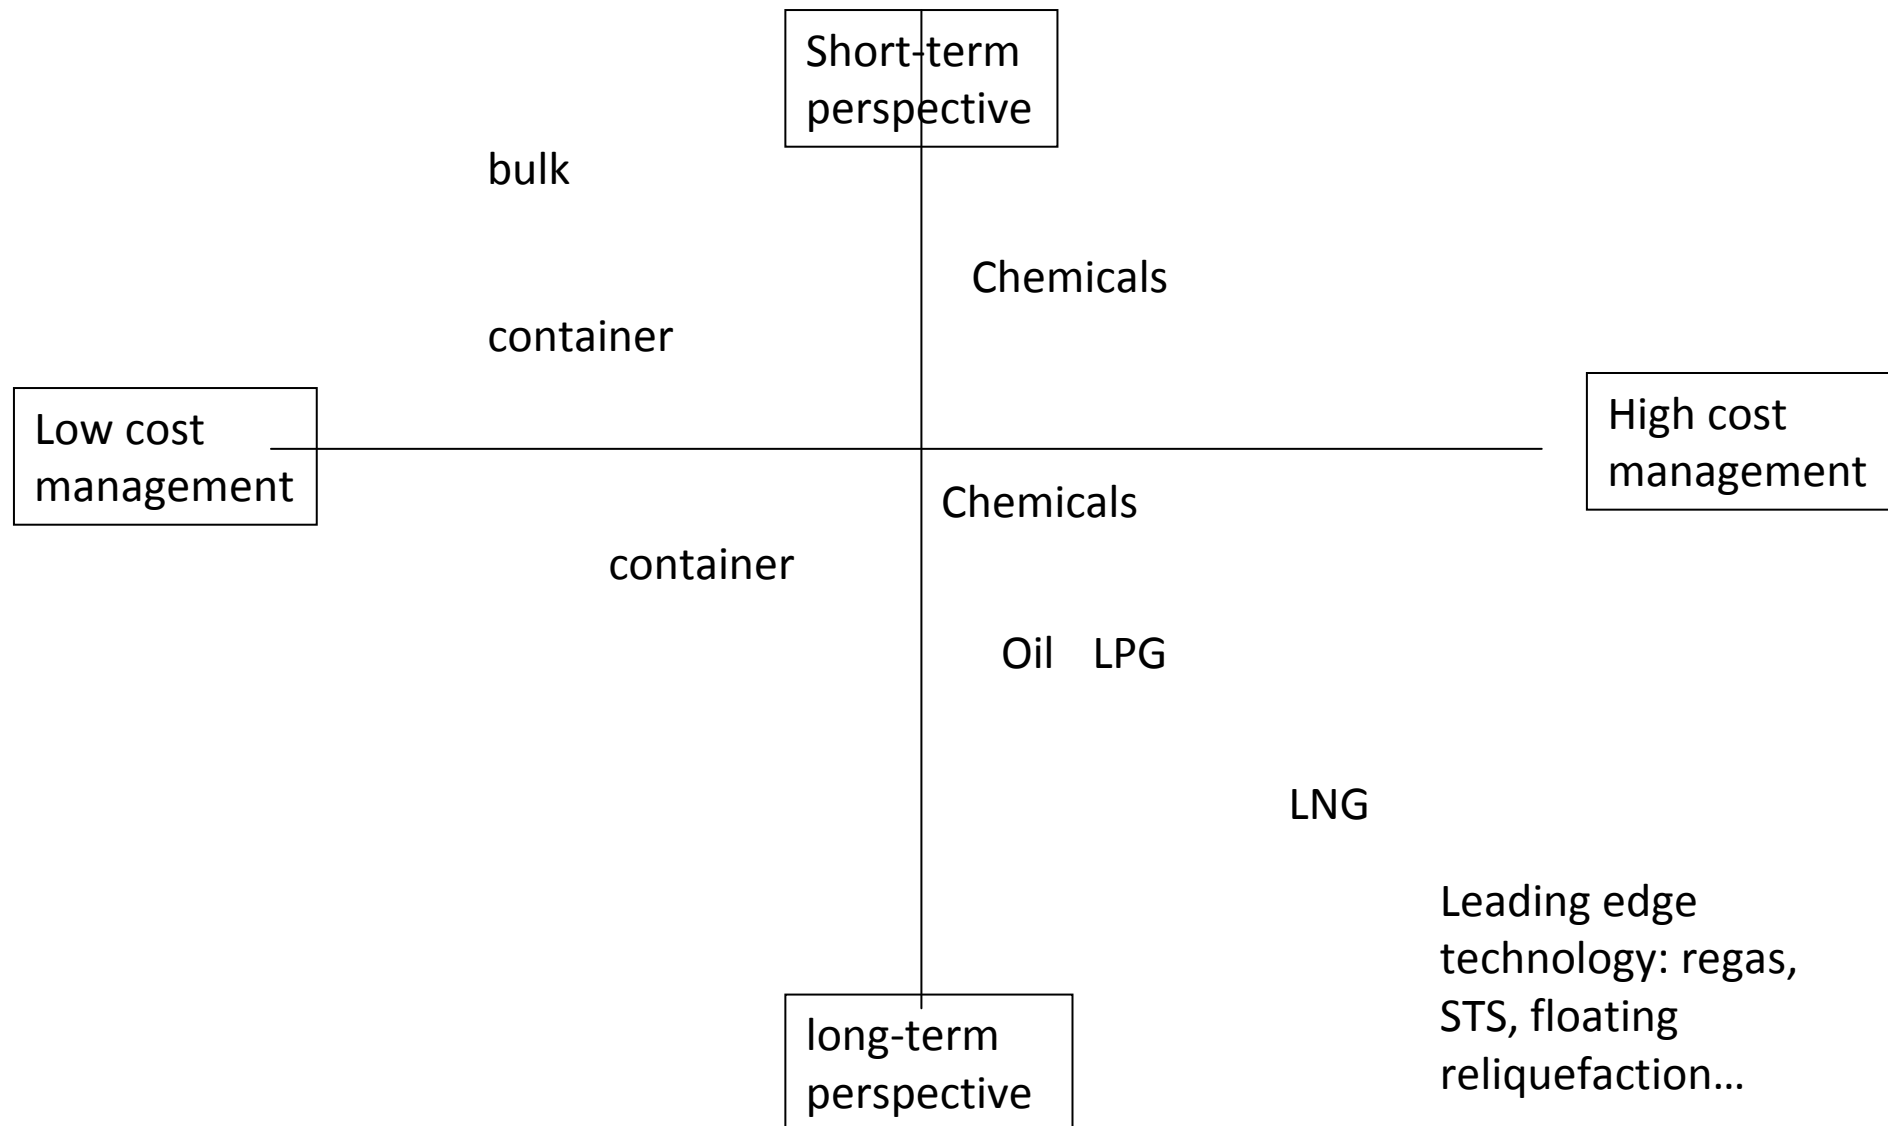 Short-term
perspective
bulk
Chemicals
container
Low cost
management
High cost
management
Chemicals
container
Oil LPG
LNG
Leading edge
technology: regas,
STS, floating
reliquefaction...
long-term
perspective